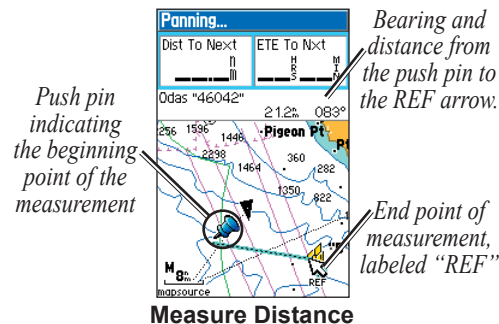 Panning...
Dist To Next
ETE To Nxt
n
m
H
R
S
M
I
N
Odas "46042"
21.2 083°
256 1596 1446 Pigeon Pt
2298 1464 360 282
1350 822
M 8
mapsource
REF
Bearing and
distance from
the push pin to
the REF arrow.
Push pin
indicating
the beginning
point of the
measurement
End point of
measurement,
labeled “REF”
Measure Distance